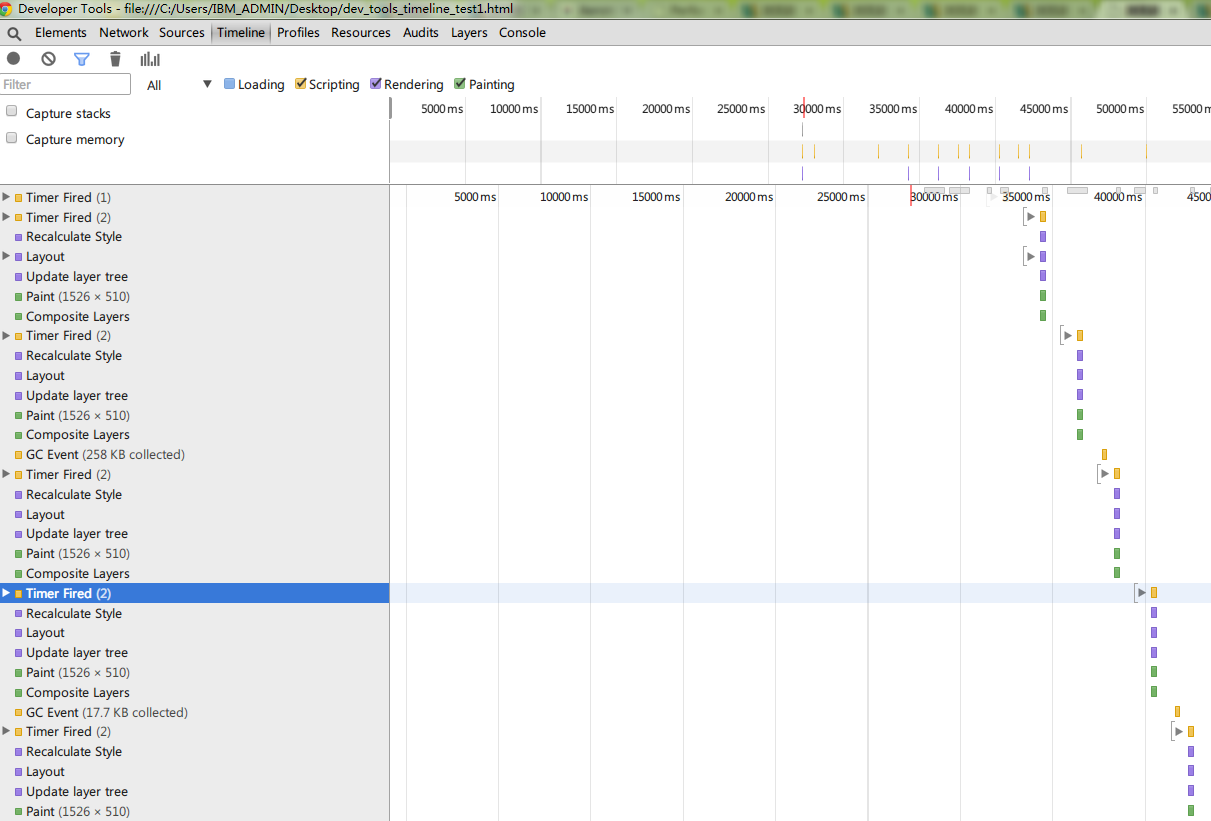 Developer Tools - file:///C:/Users/IBM_ADMIN/Desktop/dev_tools_timeline_test1.html
Elements Network Sources Timeline Profiles Resources Audits Layers Console
Filter All Loading Scripting Rendering Painting
Capture stacks
Capture memory
5000 ms 10000 ms 15000 ms 20000 ms 25000 ms 30000 ms 35000 ms 40000 ms 45000 ms 50000 ms 55000 ms
5000 ms 10000 ms 15000 ms 20000 ms 25000 ms 30000 ms 35000 ms 40000 ms 4500
Timer Fired (1)
Timer Fired (2)
Recalculate Style
Layout
Update layer tree
Paint (1526 × 510)
Composite Layers
Timer Fired (2)
Recalculate Style
Layout
Update layer tree
Paint (1526 × 510)
Composite Layers
GC Event (258 KB collected)
Timer Fired (2)
Recalculate Style
Layout
Update layer tree
Paint (1526 × 510)
Composite Layers
Timer Fired (2)
Recalculate Style
Layout
Update layer tree
Paint (1526 × 510)
Composite Layers
GC Event (17.7 KB collected)
Timer Fired (2)
Recalculate Style
Layout
Update layer tree
Paint (1526 × 510)